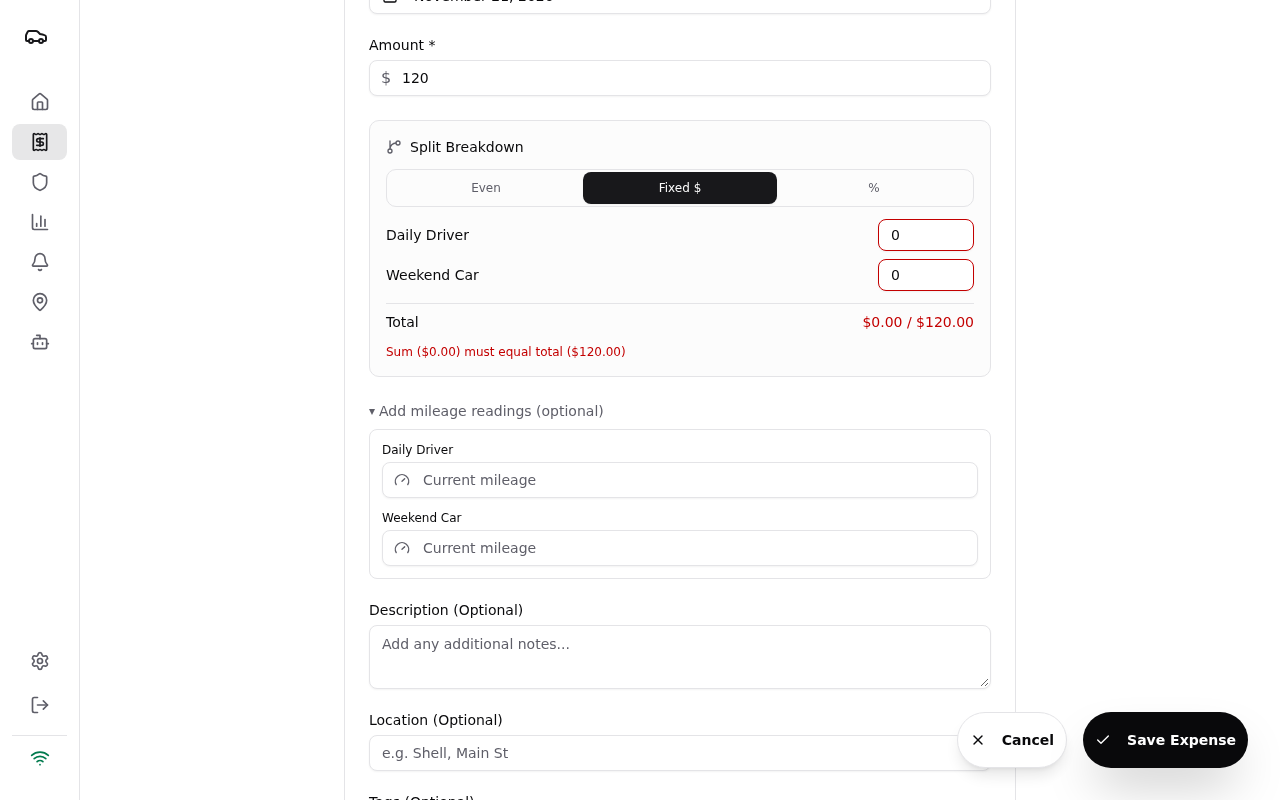 Amount *
$ 120
Split Breakdown
Even Fixed $ %
Daily Driver 0
Weekend Car 0
Total $0.00 / $120.00
Sum ($0.00) must equal total ($120.00)
▾ Add mileage readings (optional)
Daily Driver
Current mileage
Weekend Car
Current mileage
Description (Optional)
Add any additional notes...
Location (Optional)
e.g. Shell, Main St
Cancel
Save Expense